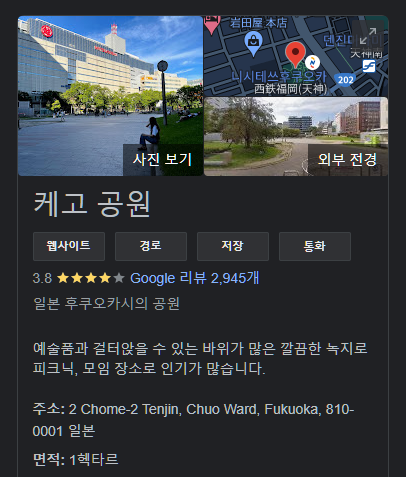 岩田屋 本店
덴진다
天神南
니시테쓰후쿠오카
西鉄福岡(天神)
202
사진 보기
외부 전경
케고 공원
웹사이트
경로
저장
통화
3.8 ★★★★★ Google 리뷰 2,945개
일본 후쿠오카시의 공원
예술품과 걸터앉을 수 있는 바위가 많은 깔끔한 녹지로
피크닉, 모임 장소로 인기가 많습니다.
주소: 2 Chome-2 Tenjin, Chuo Ward, Fukuoka, 810-
0001 일본
면적: 1헥타르